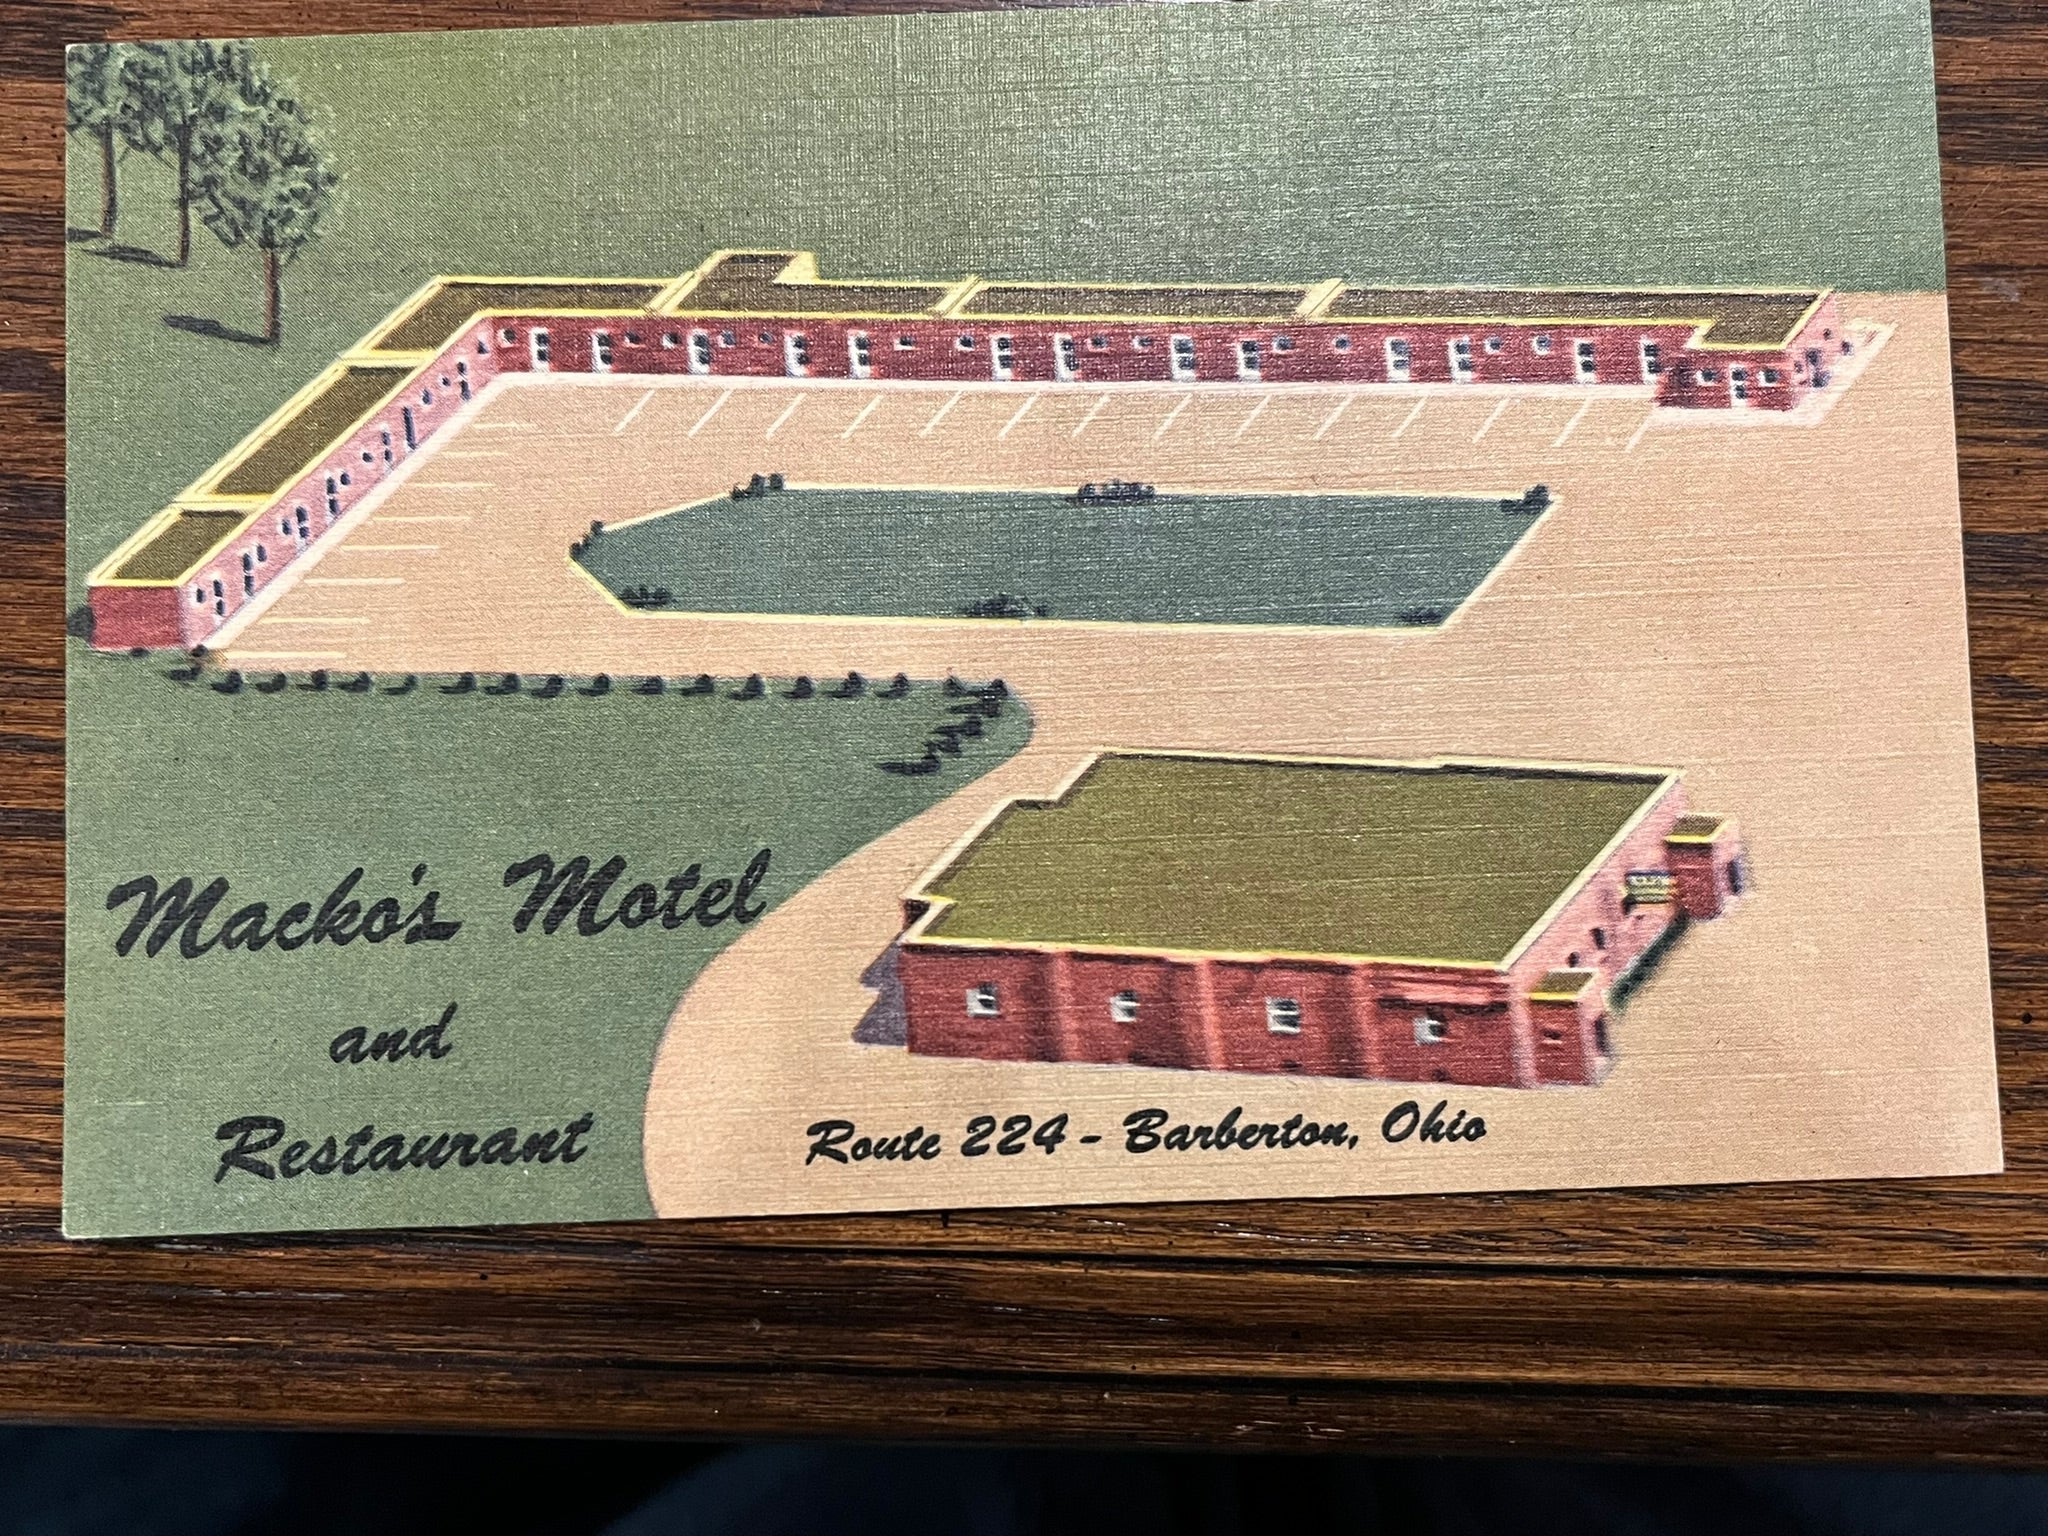 Macko's Motel
and
Restaurant
Route 224 - Barberton, Ohio